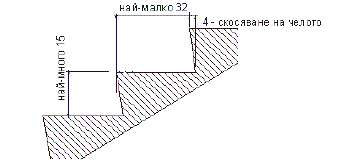 най-малко 32
4 - скосяване на челото
най-много 15